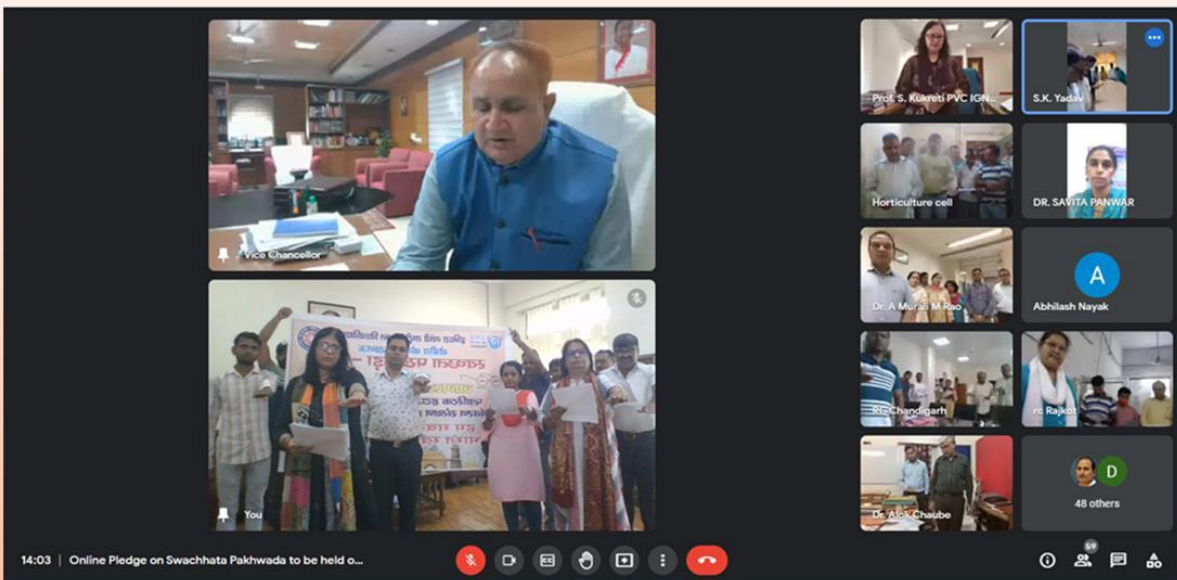 Vice Chancellor
You
Prof. S. Kukreti PVC IGN...
S.K. Yadav
Horticulture cell
DR. SAVITA PANWAR
Dr. A Murali M Rao
A
Abhilash Nayak
RC Chandigarh
rc Rajkot
Dr. Alok Chaube
D
48 others
14:03 | Online Pledge on Swachhata Pakhwada to be held o...
CC
59